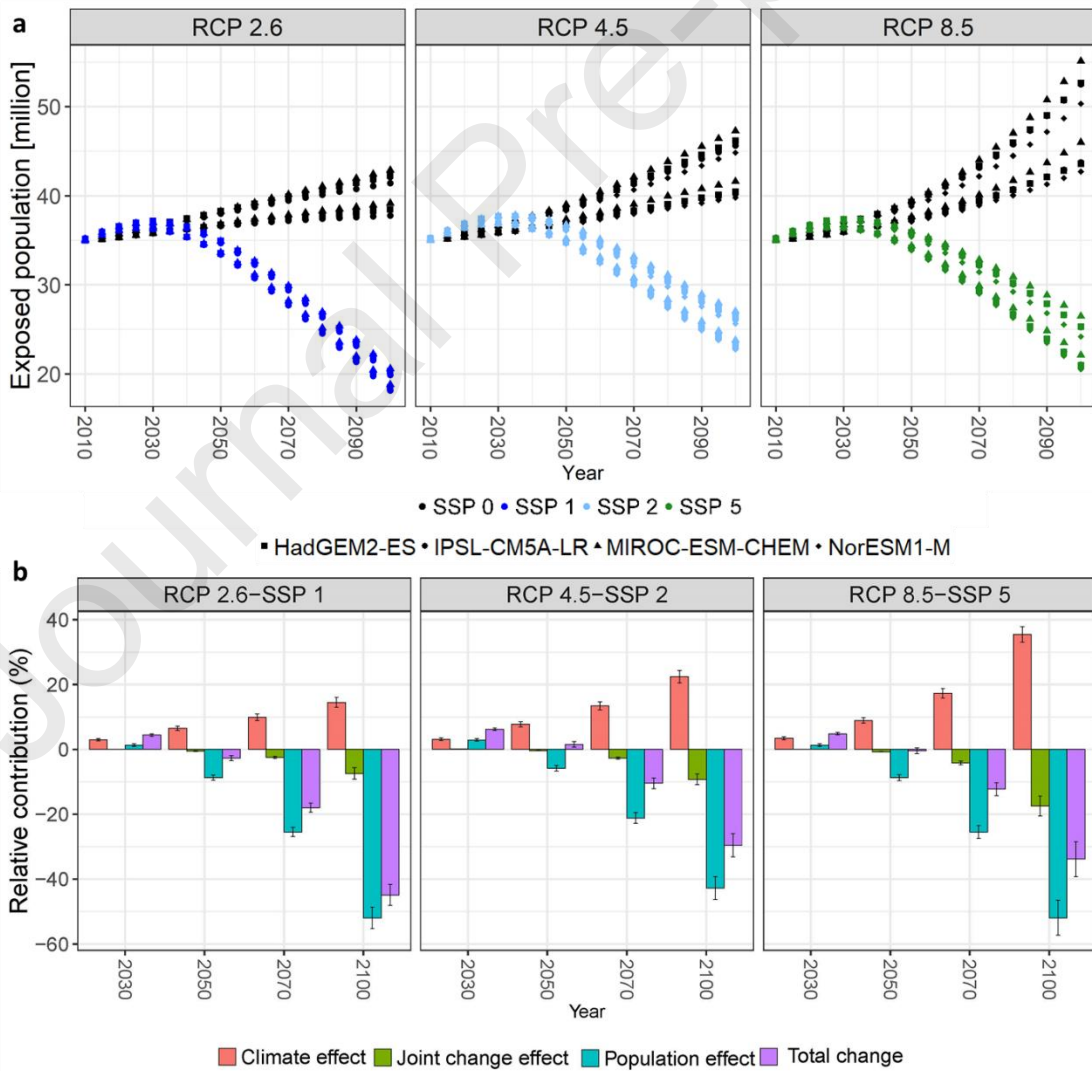 a
RCP 2.6
RCP 4.5
RCP 8.5
Exposed population [million]
50
40
30
20
2010
2030
2050
2070
2090
2010
2030
2050
2070
2090
2010
2030
2050
2070
2090
Year
SSP 0 SSP 1 SSP 2 SSP 5
HadGEM2-ES IPSL-CM5A-LR MIROC-ESM-CHEM NorESM1-M
b
RCP 2.6−SSP 1
RCP 4.5−SSP 2
RCP 8.5−SSP 5
Relative contribution (%)
40
20
0
−20
−40
−60
2030
2050
2070
2100
2030
2050
2070
2100
2030
2050
2070
2100
Year
Climate effect Joint change effect Population effect Total change
Journal Pre-